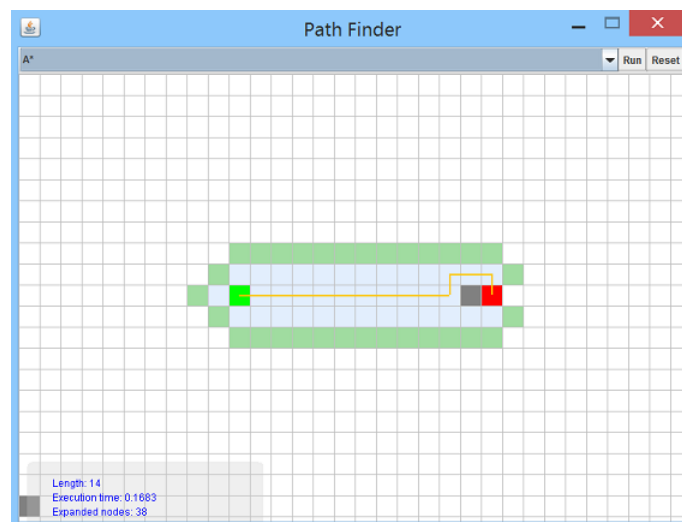 Path Finder
A*
Run
Reset
Length: 14
Execution time: 0.1683
Expanded nodes: 38